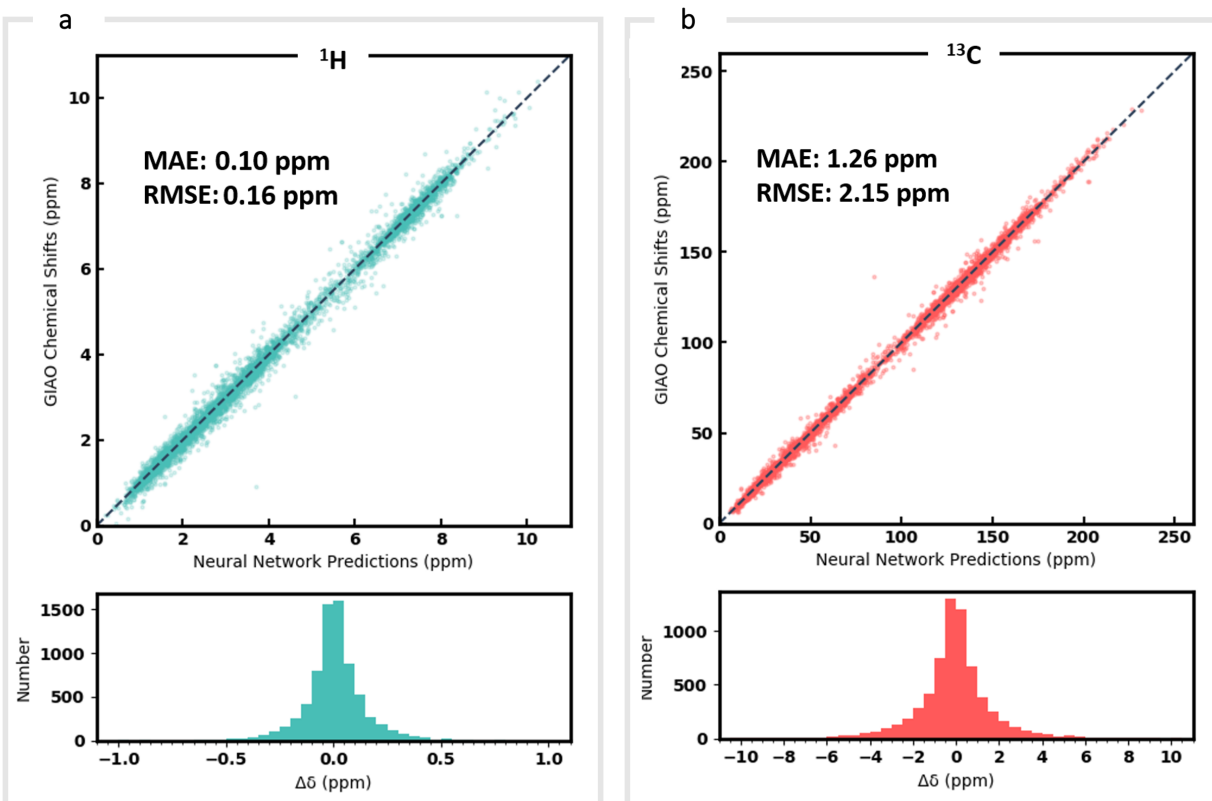 a
¹H
10
8
6
4
2
0
GIAO Chemical Shifts (ppm)
MAE: 0.10 ppm
RMSE: 0.16 ppm
0 2 4 6 8 10
Neural Network Predictions (ppm)
1500
1000
500
0
Number
−1.0 −0.5 0.0 0.5 1.0
Δδ (ppm)
b
¹³C
250
200
150
100
50
0
GIAO Chemical Shifts (ppm)
MAE: 1.26 ppm
RMSE: 2.15 ppm
0 50 100 150 200 250
Neural Network Predictions (ppm)
1000
500
0
Number
−10 −8 −6 −4 −2 0 2 4 6 8 10
Δδ (ppm)